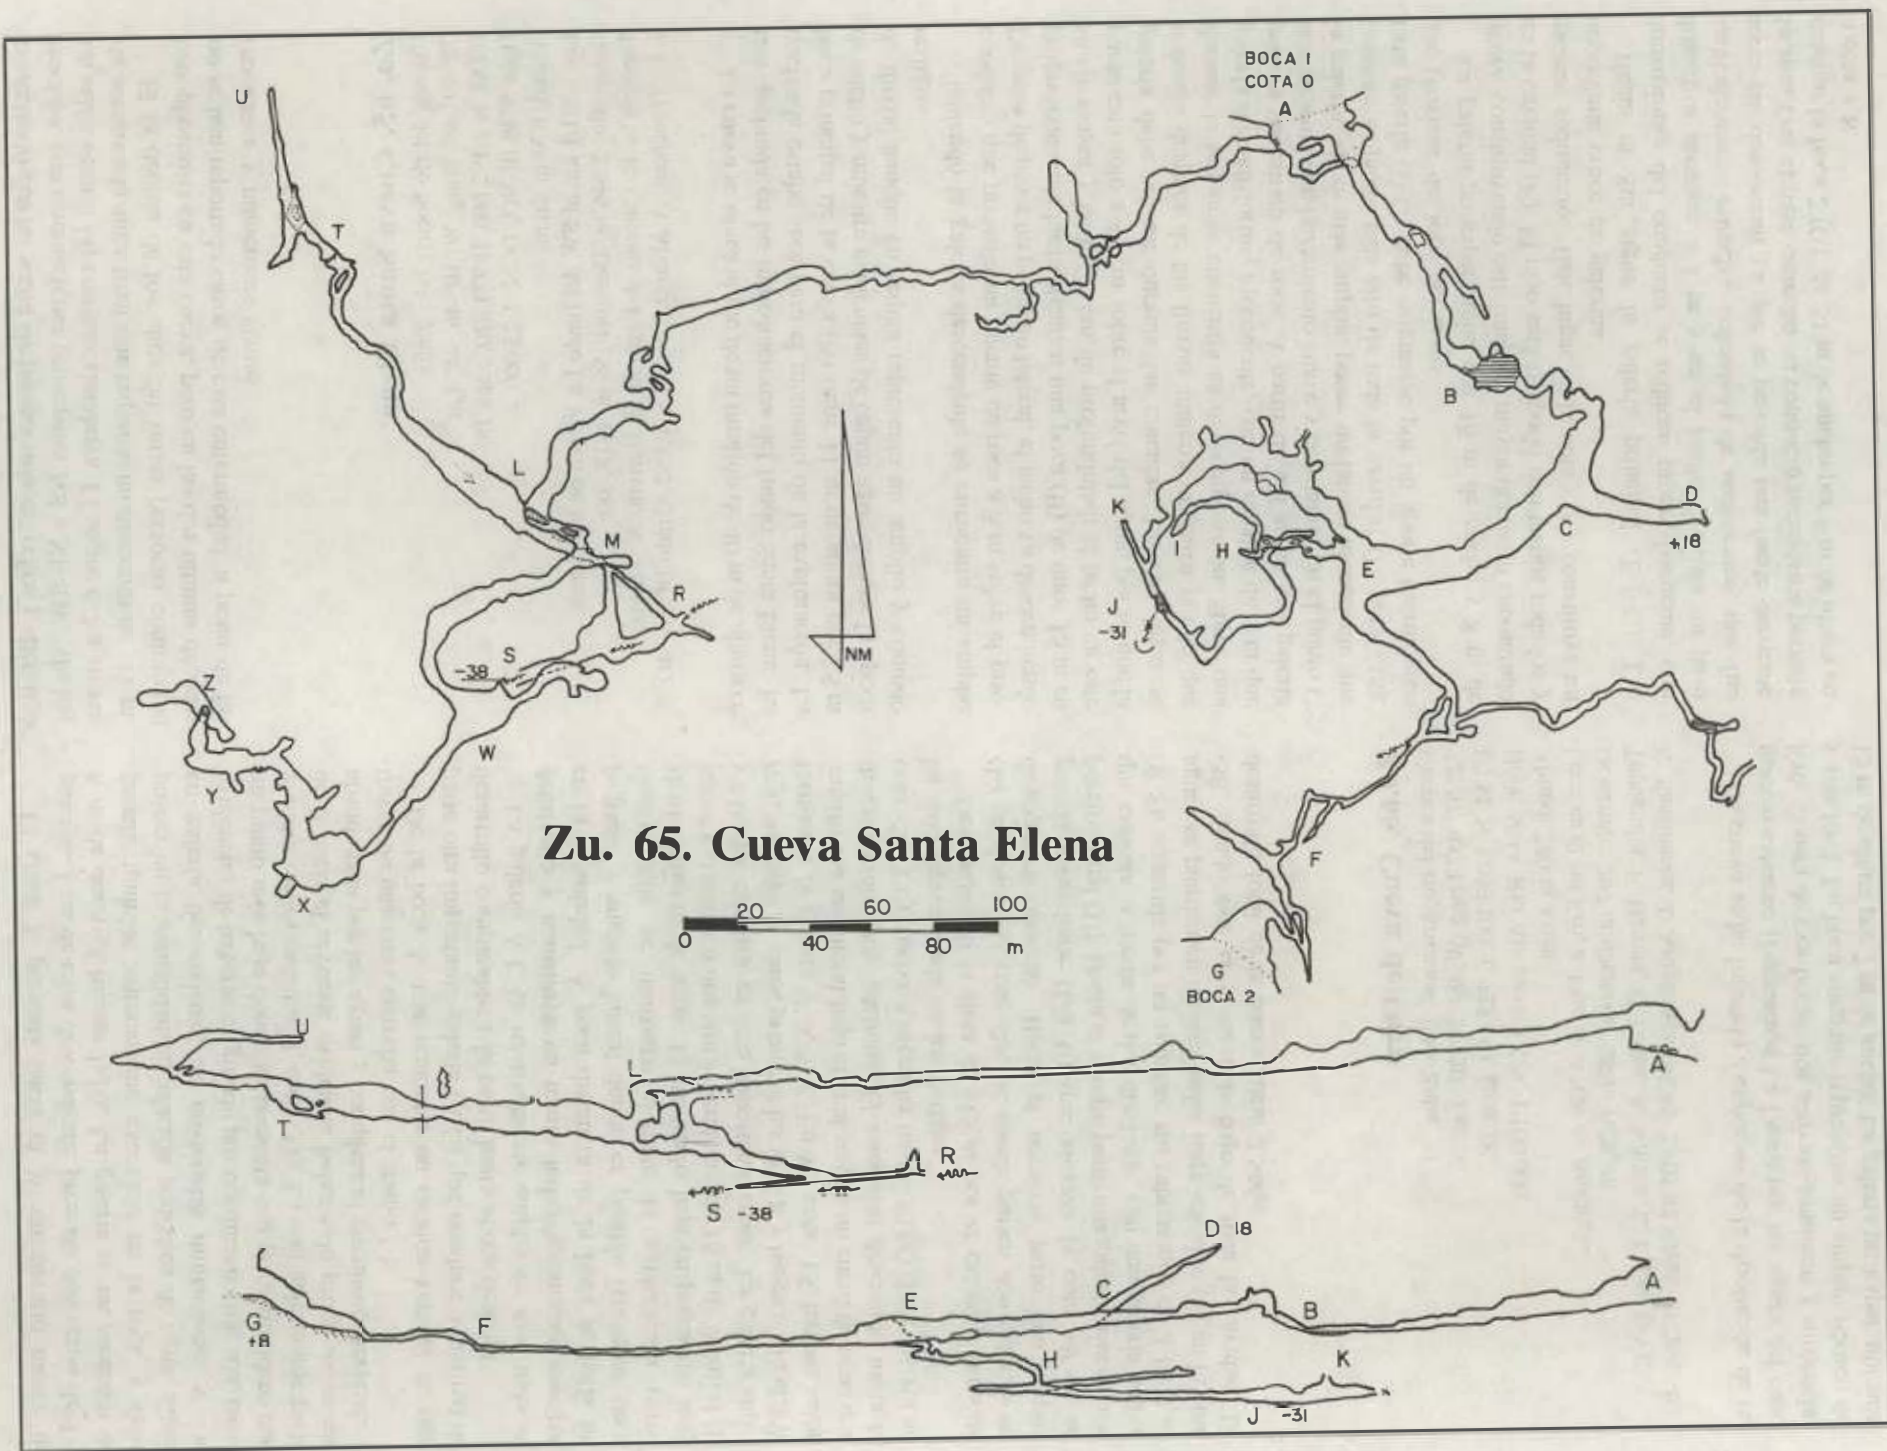 BOCA 1
COTA 0
A
U
T
B
L
K
D
+18
M
I
H
E
C
R
J
-31
S
-38
NM
Z
W
Y
Zu. 65. Cueva Santa Elena
F
X
20 60 100
0 40 80 m
G
BOCA 2
U
L
A
T
R
S -38
D 18
E
C
A
B
G
+8
F
H
K
J -31